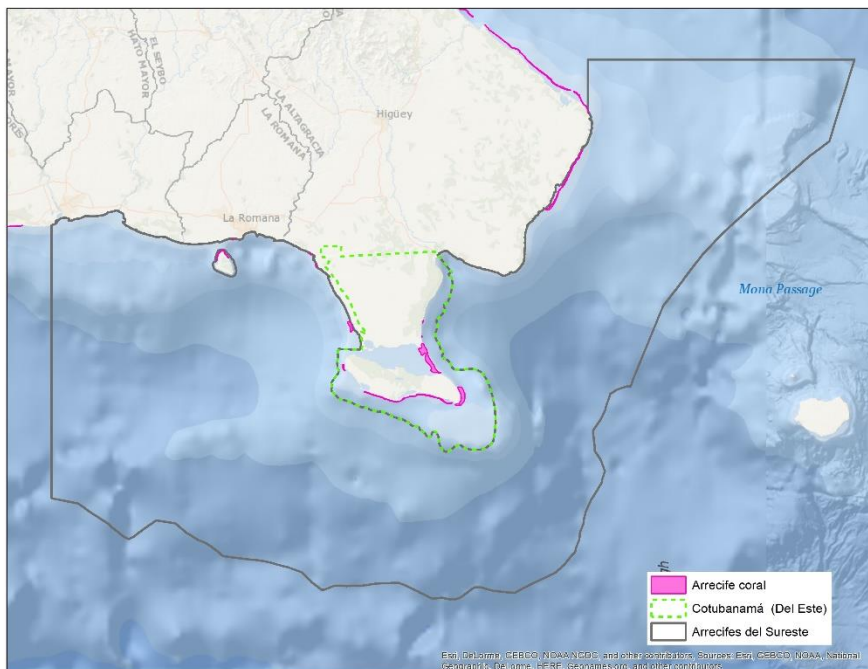 EL SEYBO
HATO MAYOR
LA ALTAGRACIA
LA ROMANA
Higüey
La Romana
Mona Passage
Arrecife coral
Cotubanamá (Del Este)
Arrecifes del Sureste
Esri, DeLorme, GEBCO, NOAA NGDC, and other contributors, Sources: Esri, GEBCO, NOAA, National
Geographic, DeLorme, HERE, Geonames.org, and other contributors